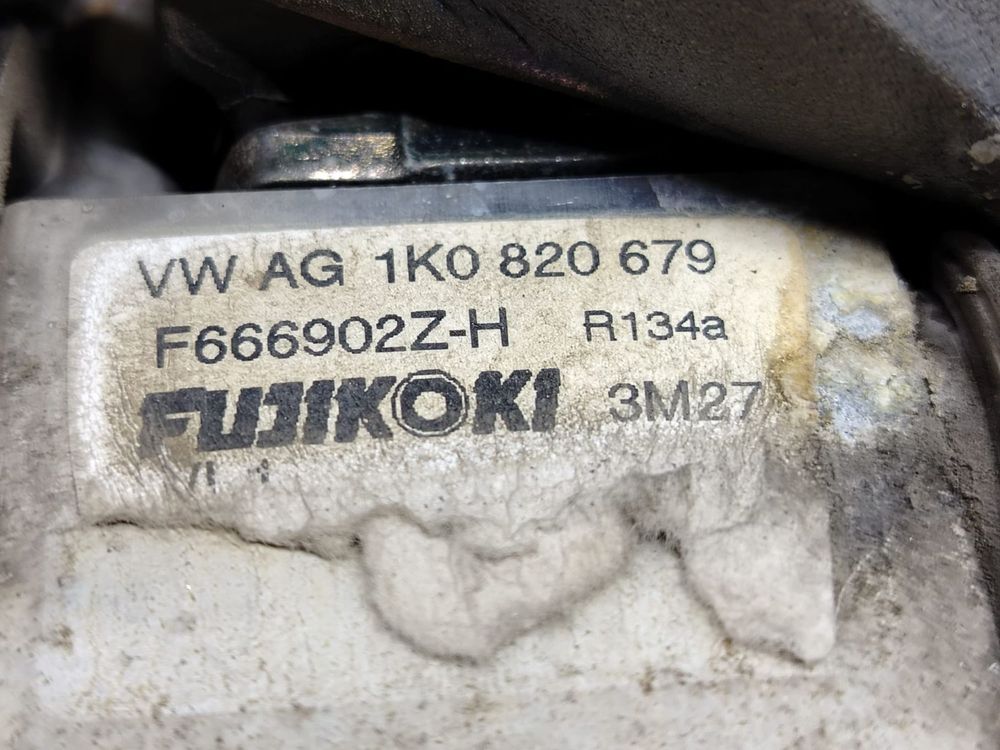 VW AG 1K0 820 679
F666902Z-H R134a
FUJIKOKI 3M27